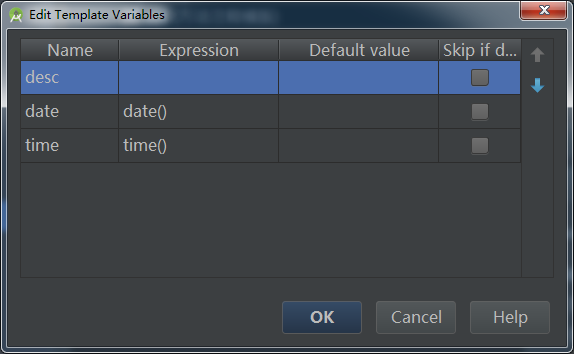 Edit Template Variables
Name Expression Default value Skip if d...
desc
date date()
time time()
OK Cancel Help